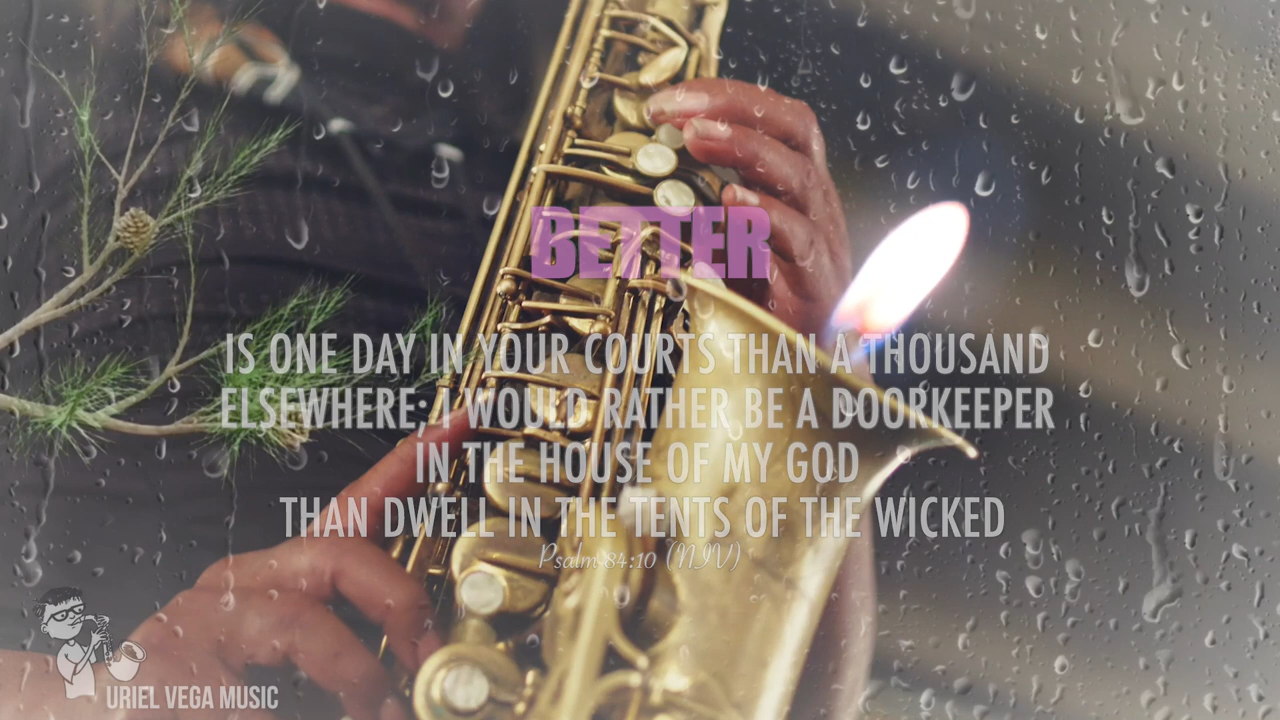 BETTER
IS ONE DAY IN YOUR COURTS THAN A THOUSAND
ELSEWHERE; I WOULD RATHER BE A DOORKEEPER
IN THE HOUSE OF MY GOD
THAN DWELL IN THE TENTS OF THE WICKED
Psalm 84:10 (NIV)
URIEL VEGA MUSIC